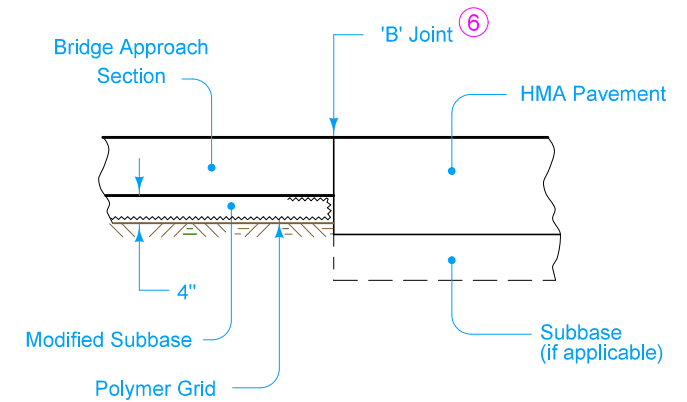 'B' Joint 6
Bridge Approach
Section
HMA Pavement
4"
Modified Subbase
Polymer Grid
Subbase
(if applicable)